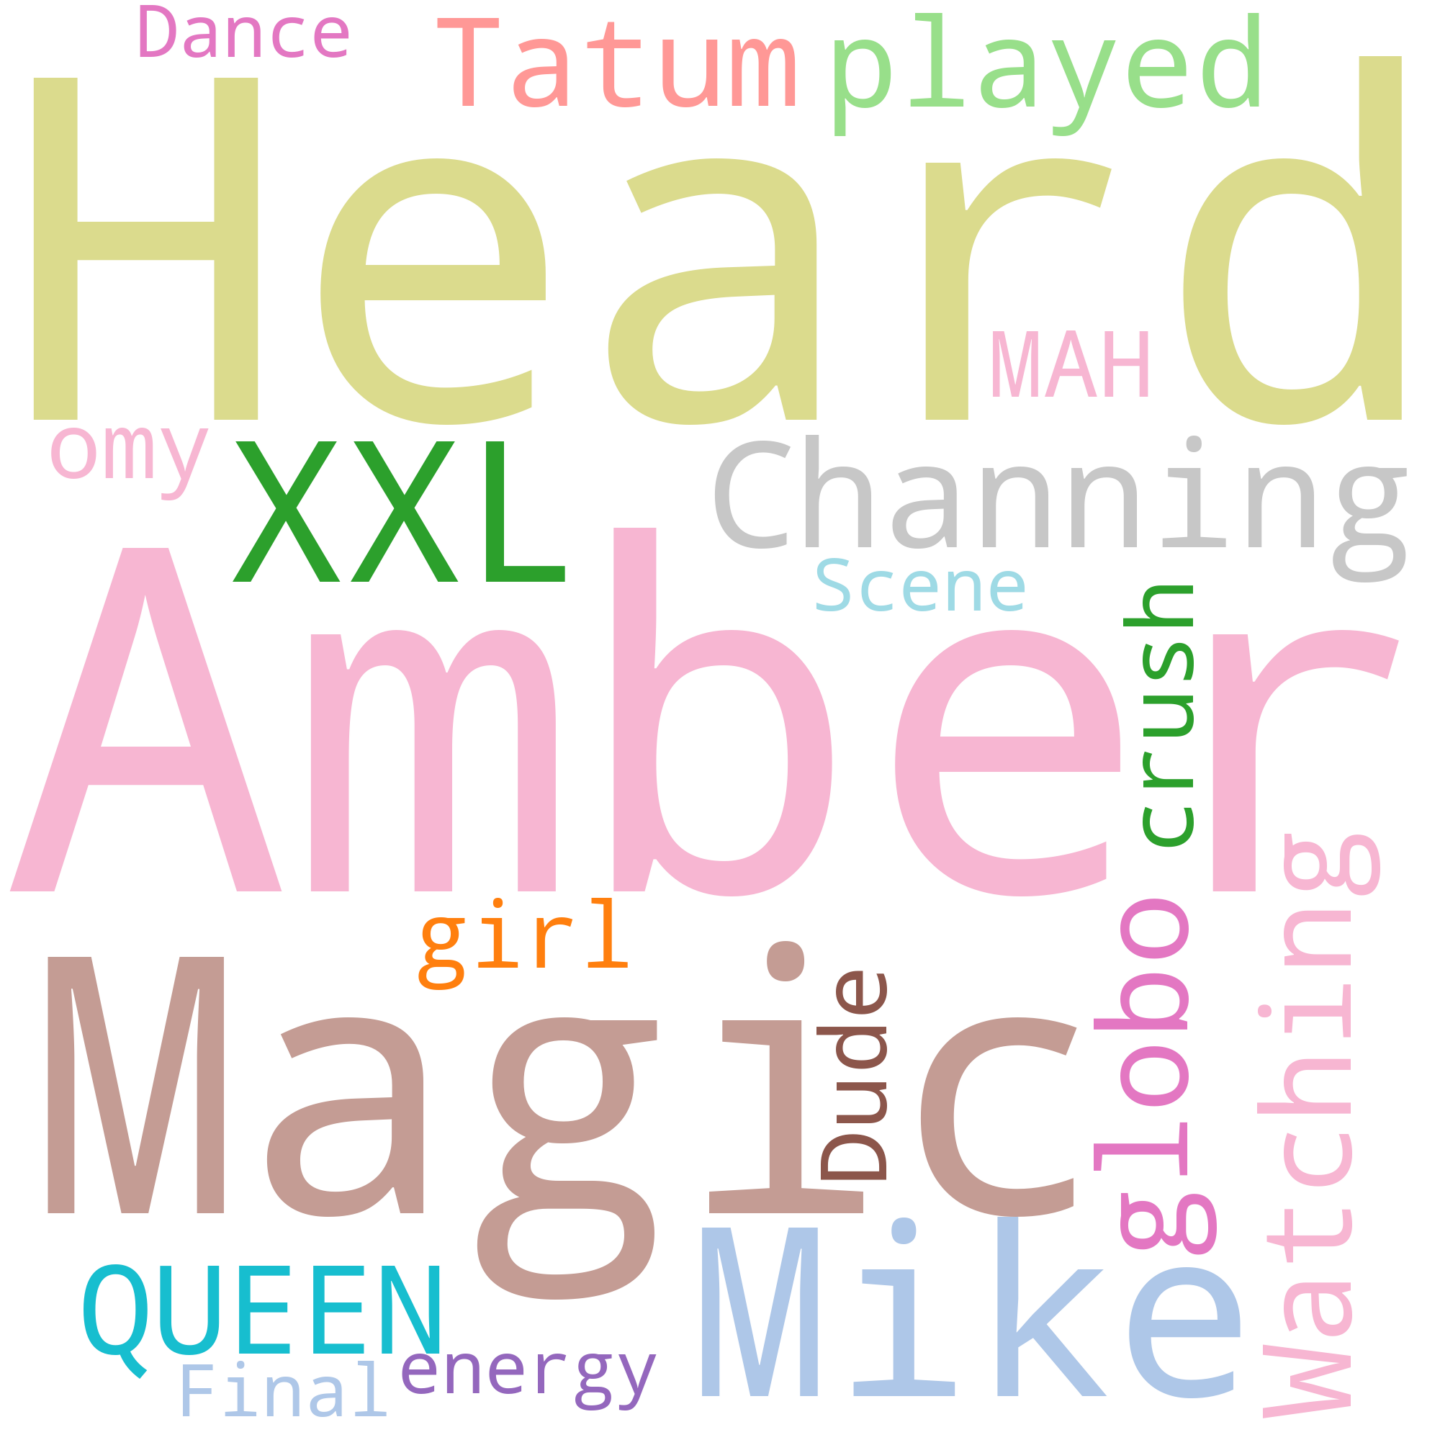 Dance
Tatum
played
Heard
MAH
omy
XXL
Channing
Scene
Amber
crush
girl
Magic
Dude
globo
Watching
QUEEN
Mike
energy
Final